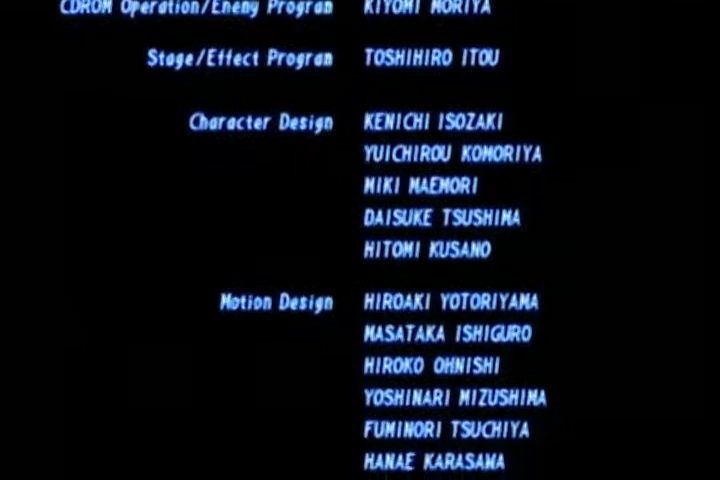 CDROM Operation/Enemy Program KIYOMI MORIYA
Stage/Effect Program TOSHIHIRO ITOU
Character Design KENICHI ISOZAKI
YUICHIROU KOMORIYA
MIKI MAEMORI
DAISUKE TSUSHIMA
HITOMI KUSANO
Motion Design HIROAKI YOTORIYAMA
MASATAKA ISHIGURO
HIROKO OHNISHI
YOSHINARI MIZUSHIMA
FUMINORI TSUCHIYA
HANAE KARASAWA